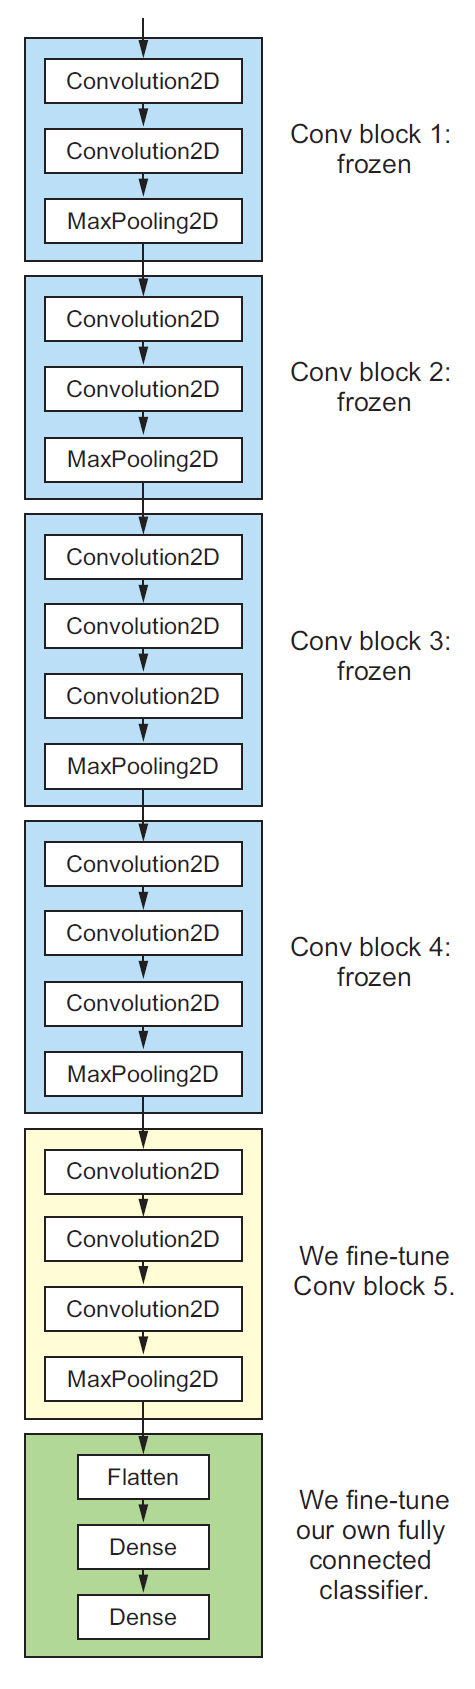 Convolution2D
Convolution2D
MaxPooling2D
Conv block 1:
frozen
Convolution2D
Convolution2D
MaxPooling2D
Conv block 2:
frozen
Convolution2D
Convolution2D
Convolution2D
MaxPooling2D
Conv block 3:
frozen
Convolution2D
Convolution2D
Convolution2D
MaxPooling2D
Conv block 4:
frozen
Convolution2D
Convolution2D
Convolution2D
MaxPooling2D
We fine-tune
Conv block 5.
Flatten
Dense
Dense
We fine-tune
our own fully
connected
classifier.